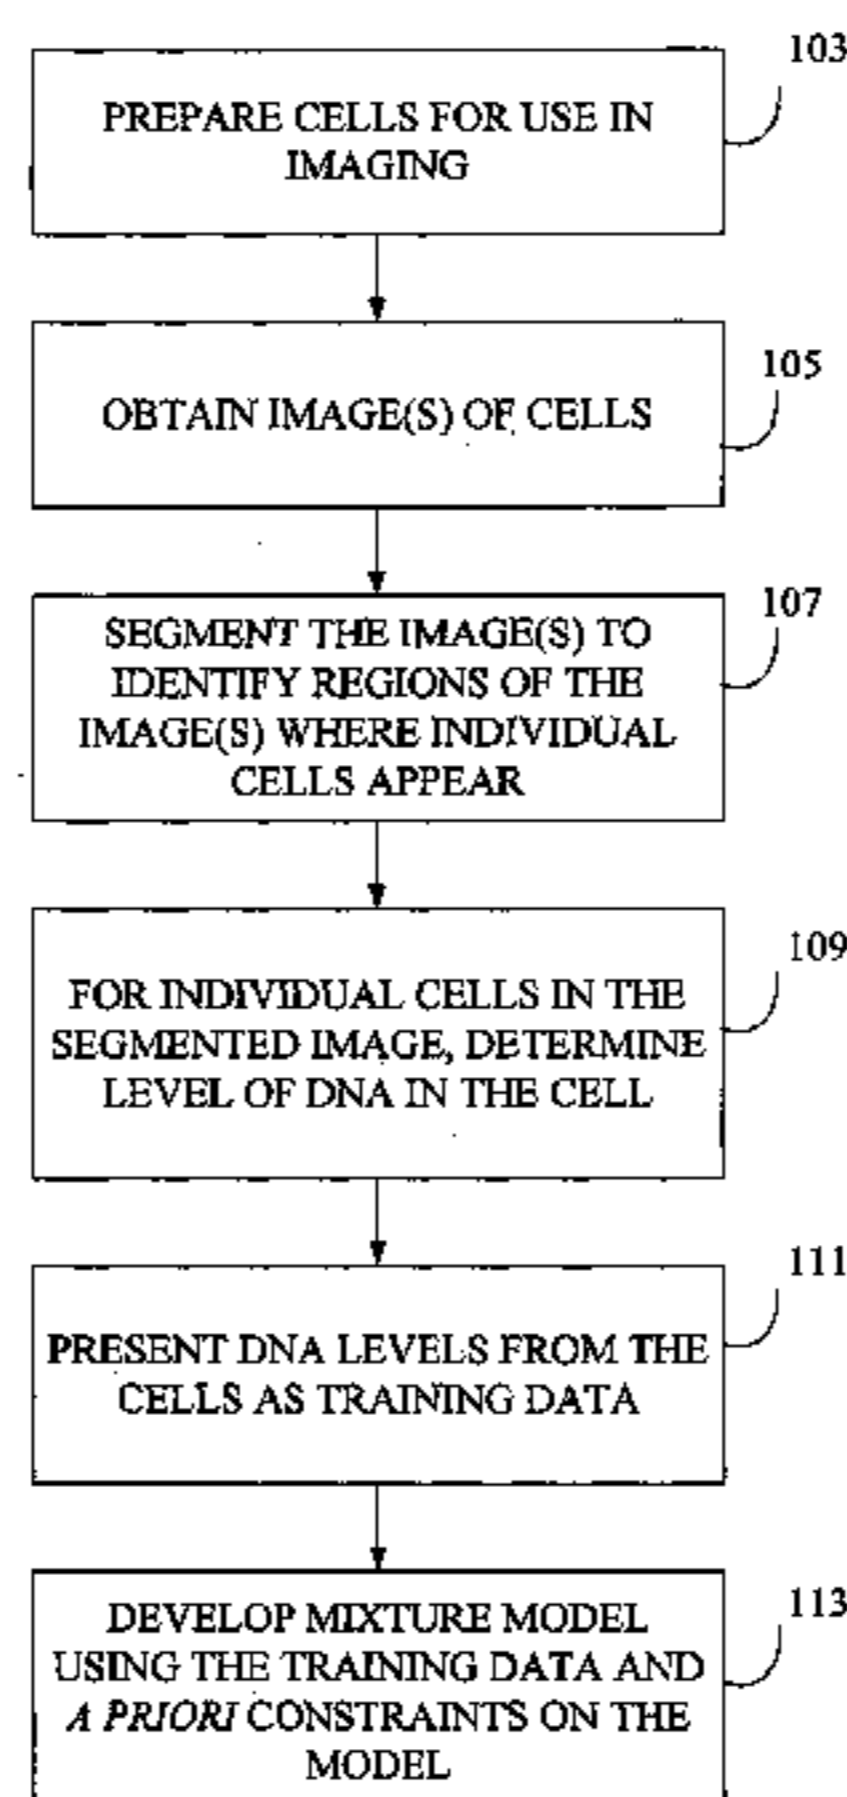 103
PREPARE CELLS FOR USE IN
IMAGING
105
OBTAIN IMAGE(S) OF CELLS
107
SEGMENT THE IMAGE(S) TO
IDENTIFY REGIONS OF THE
IMAGE(S) WHERE INDIVIDUAL
CELLS APPEAR
109
FOR INDIVIDUAL CELLS IN THE
SEGMENTED IMAGE, DETERMINE
LEVEL OF DNA IN THE CELL
111
PRESENT DNA LEVELS FROM THE
CELLS AS TRAINING DATA
113
DEVELOP MIXTURE MODEL
USING THE TRAINING DATA AND
A PRIORI CONSTRAINTS ON THE
MODEL